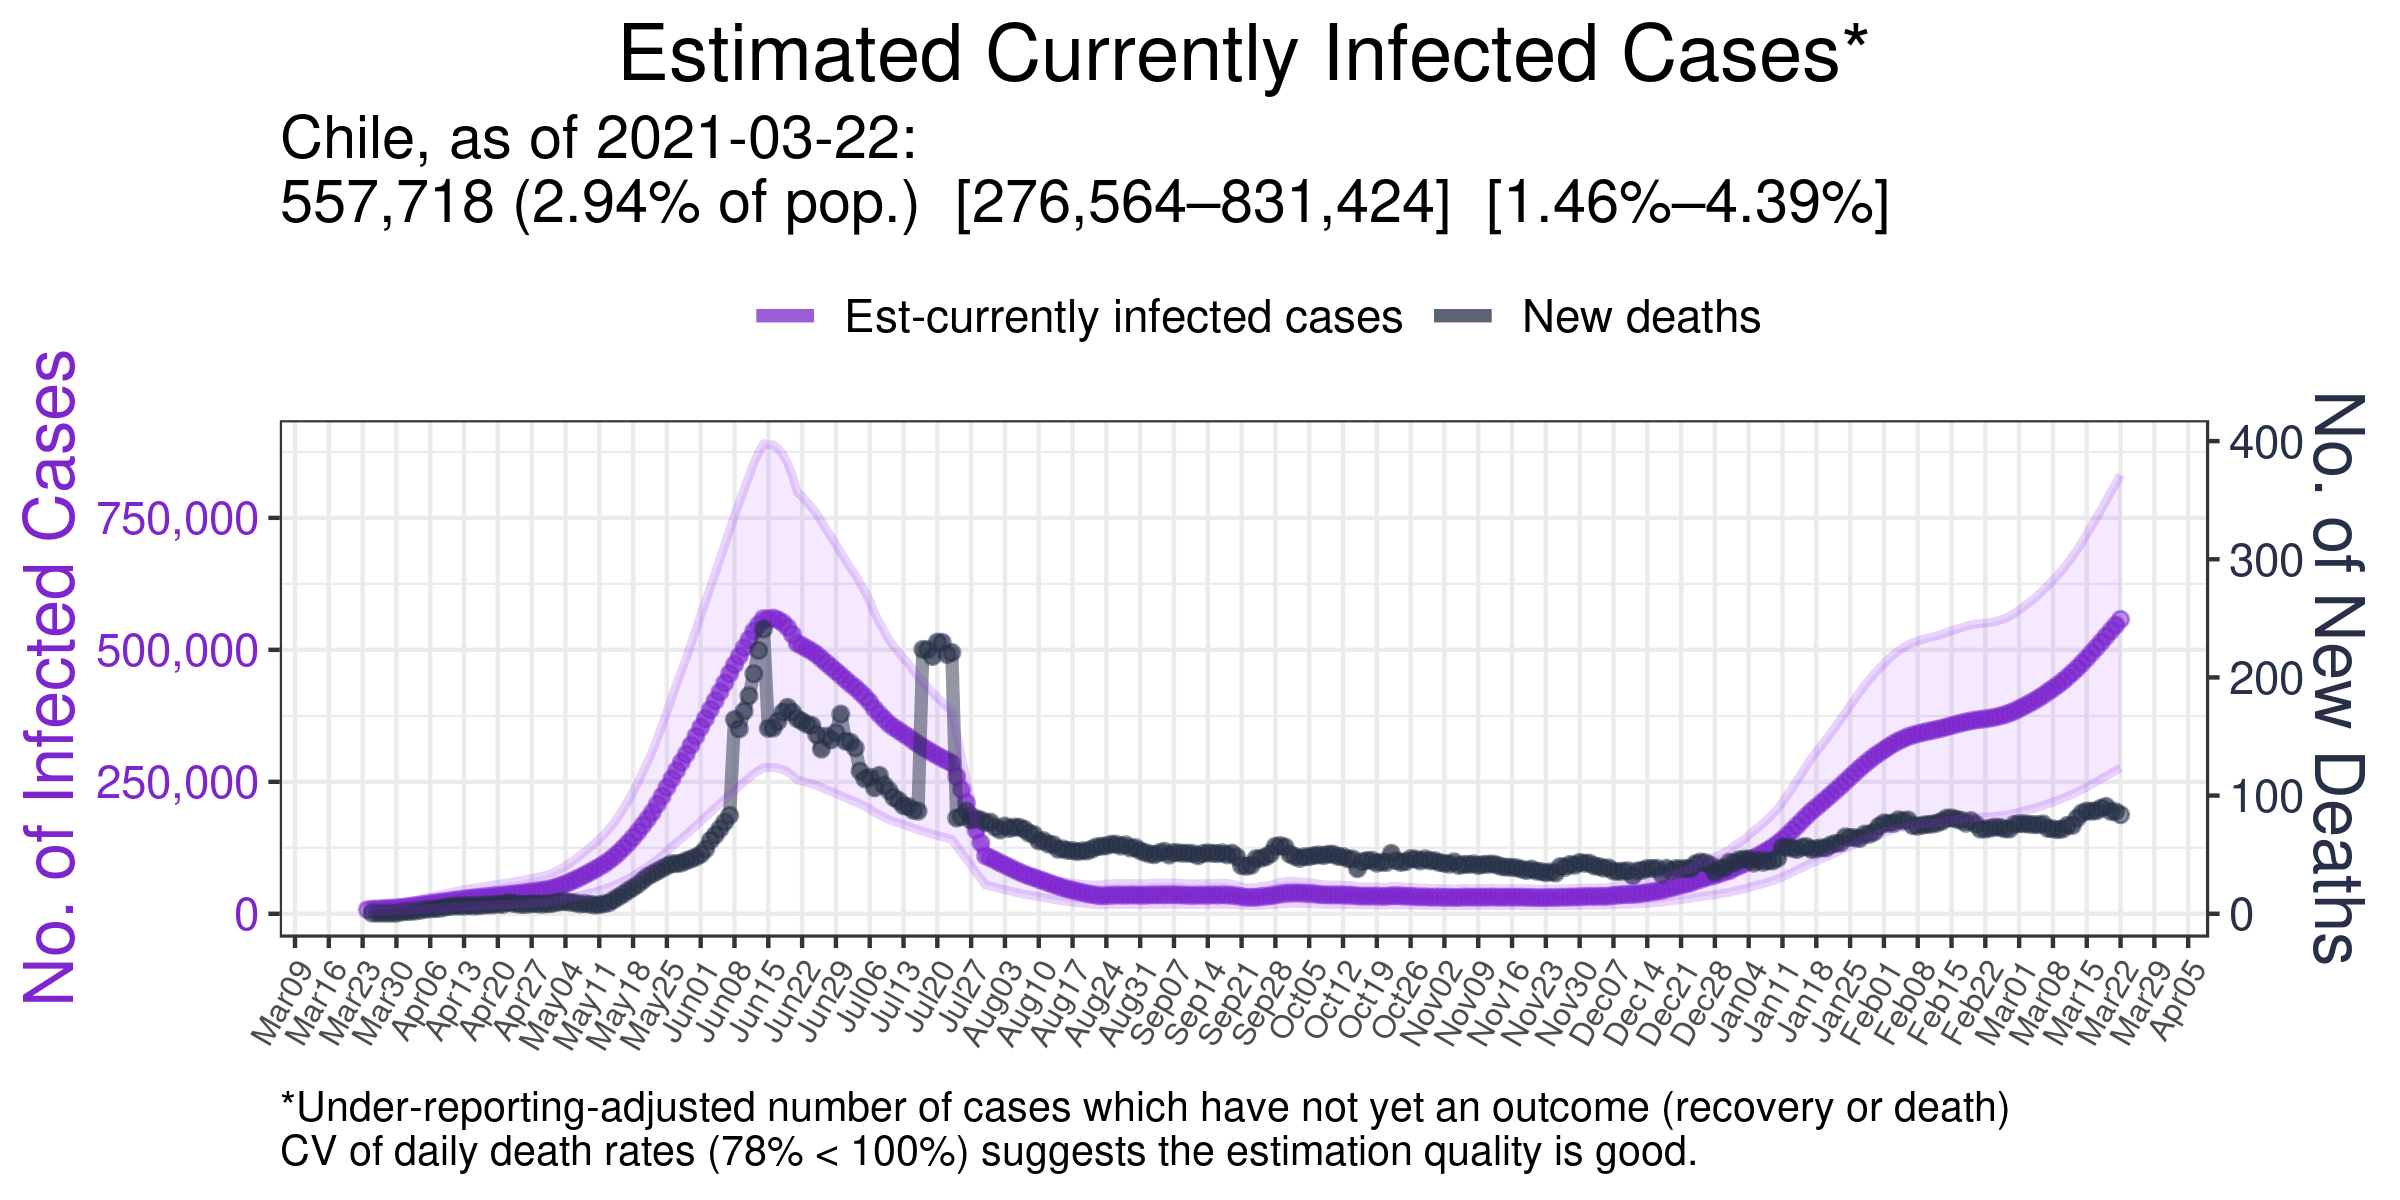 Estimated Currently Infected Cases*
Chile, as of 2021-03-22:
557,718 (2.94% of pop.) [276,564–831,424] [1.46%–4.39%]
Est-currently infected cases New deaths
No. of Infected Cases
750,000
500,000
250,000
0
400
300
200
100
0
No. of New Deaths
Mar09 Mar16 Mar23 Mar30 Apr06 Apr13 Apr20 Apr27 May04 May11 May18 May25 Jun01 Jun08 Jun15 Jun22 Jun29 Jul06 Jul13 Jul20 Jul27 Aug03 Aug10 Aug17 Aug24 Aug31 Sep07 Sep14 Sep21 Sep28 Oct05 Oct12 Oct19 Oct26 Nov02 Nov09 Nov16 Nov23 Nov30 Dec07 Dec14 Dec21 Dec28 Jan04 Jan11 Jan18 Jan25 Feb01 Feb08 Feb15 Feb22 Mar01 Mar08 Mar15 Mar22 Mar29 Apr05
*Under-reporting-adjusted number of cases which have not yet an outcome (recovery or death)
CV of daily death rates (78% < 100%) suggests the estimation quality is good.